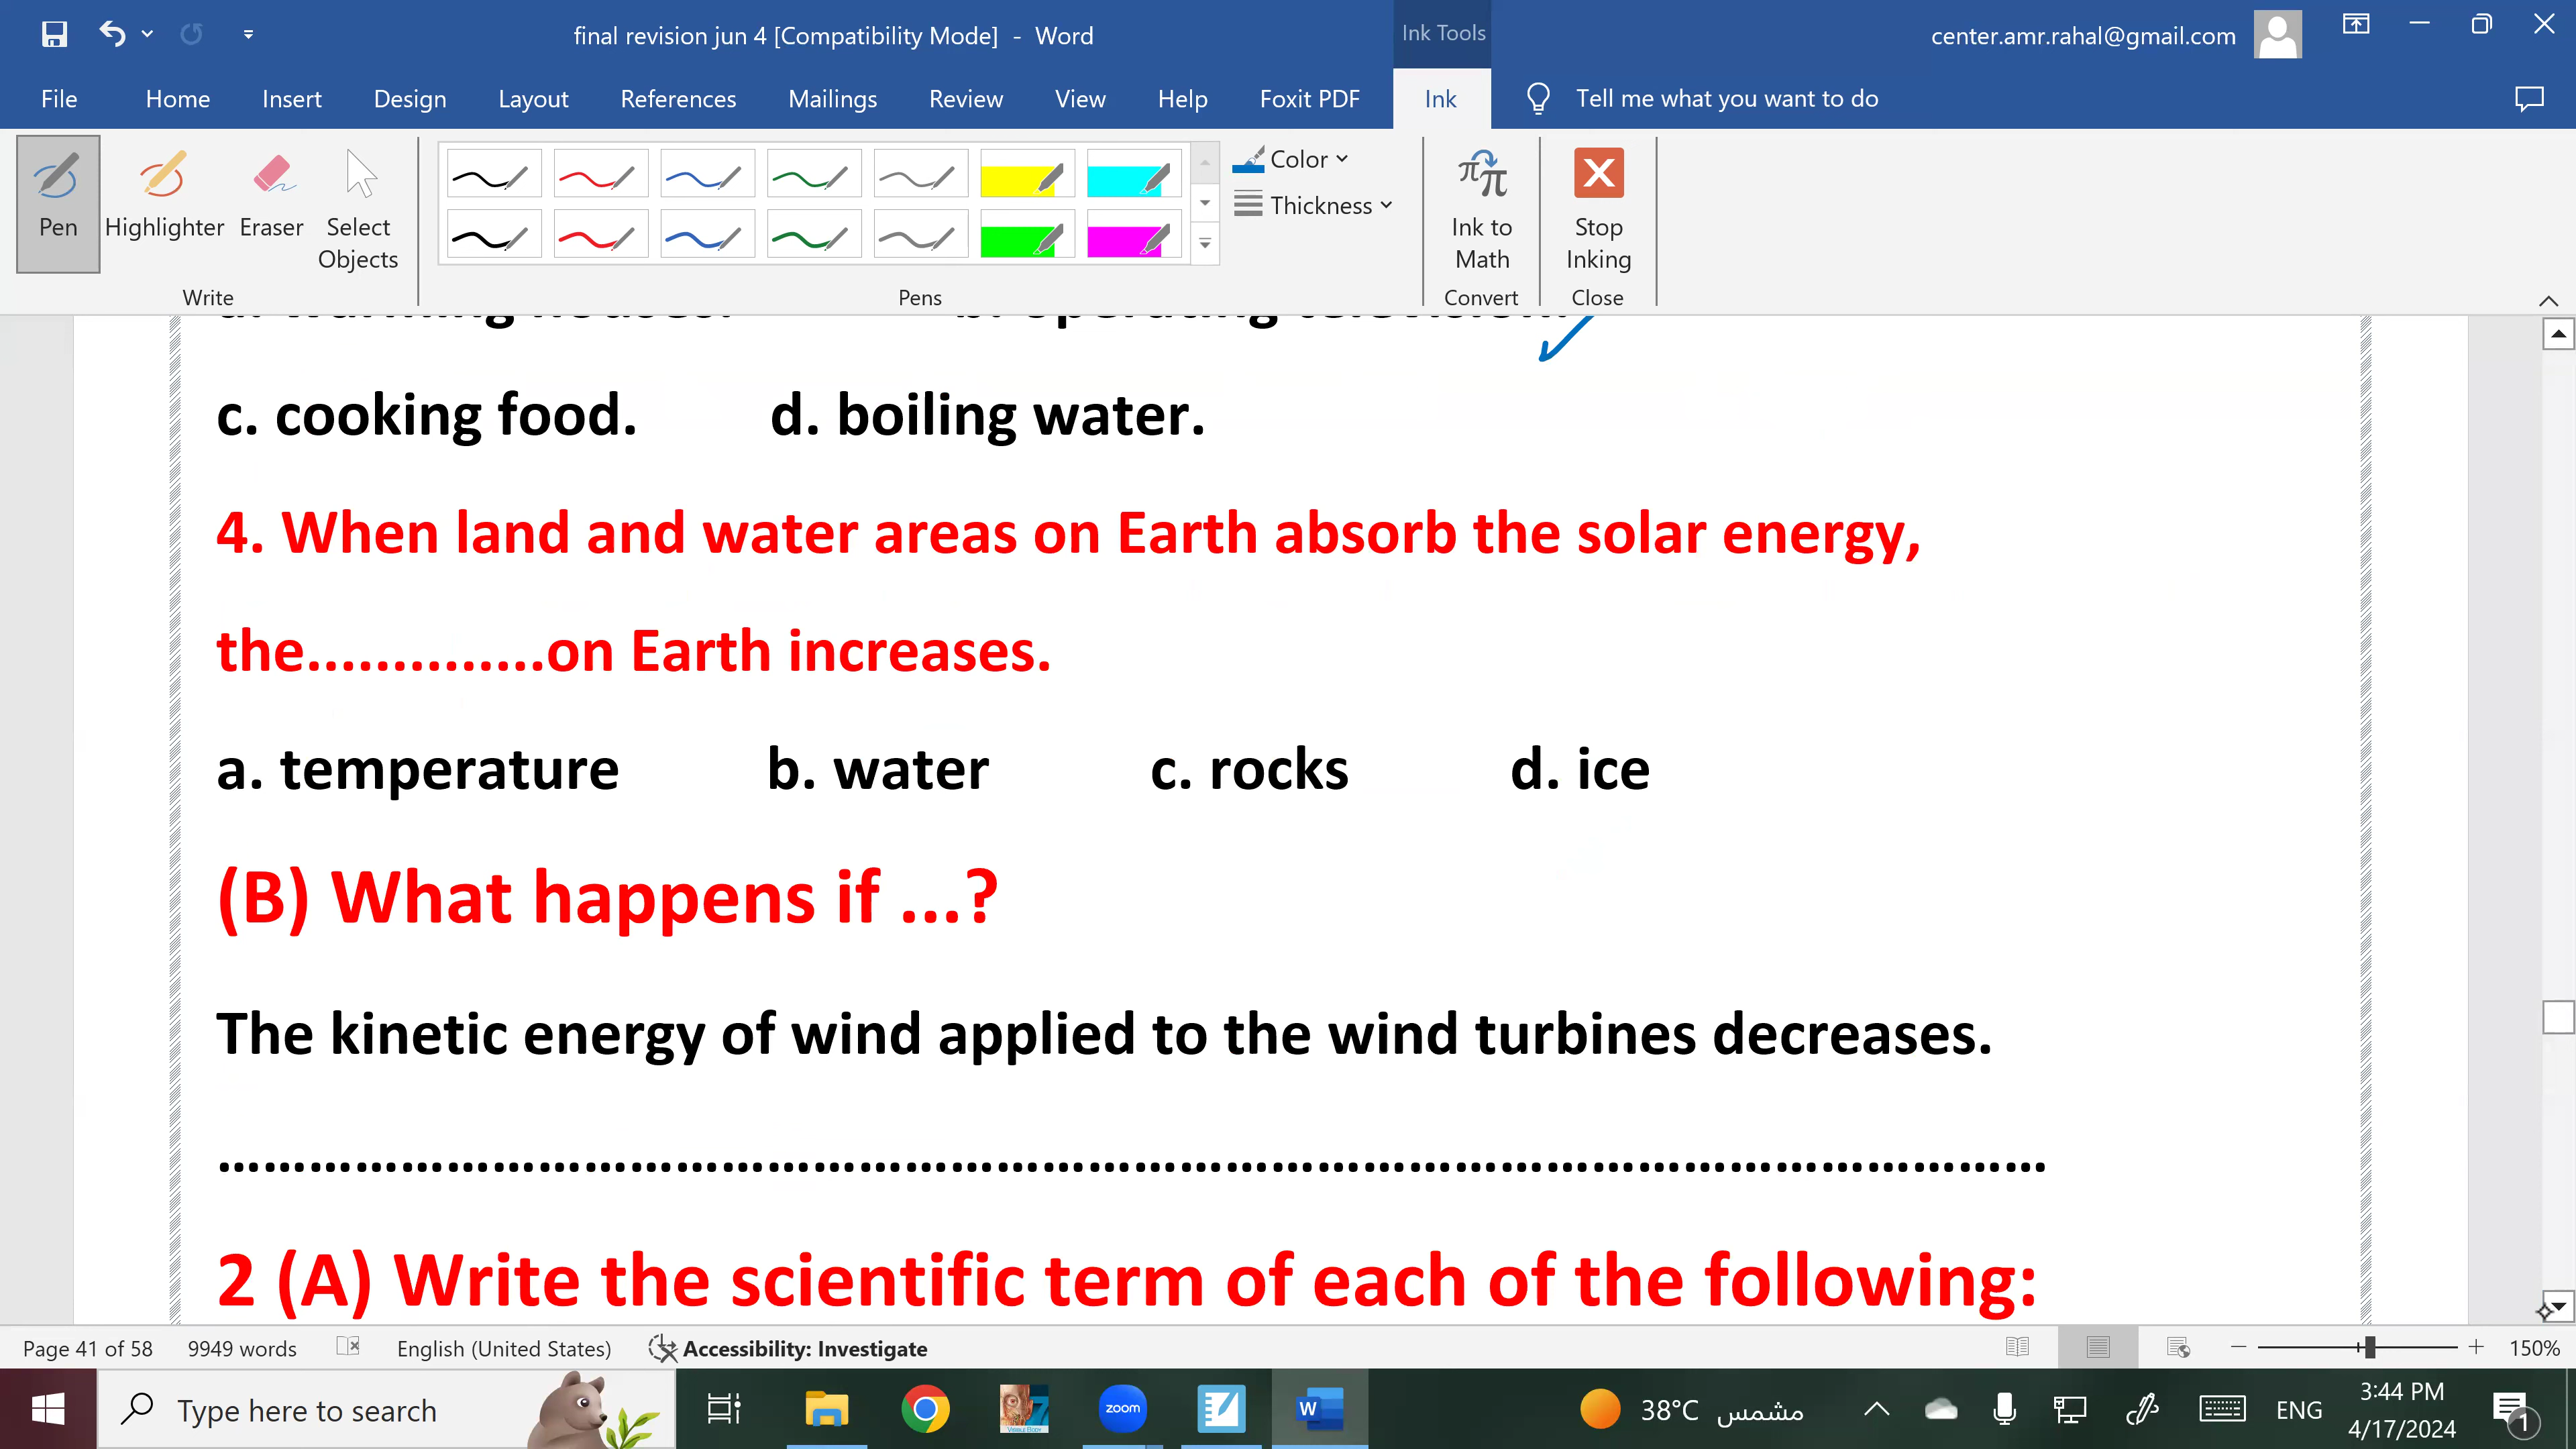 final revision jun 4 [Compatibility Mode] - Word
Ink Tools
center.amr.rahal@gmail.com
File Home Insert Design Layout References Mailings Review View Help Foxit PDF Ink Tell me what you want to do
Pen Highlighter Eraser Select Objects
Color
Thickness
Ink to Math
Stop Inking
Write Pens Convert Close
c. cooking food. d. boiling water.
4. When land and water areas on Earth absorb the solar energy,
the..............on Earth increases.
a. temperature b. water c. rocks d. ice
(B) What happens if ...?
The kinetic energy of wind applied to the wind turbines decreases.
2 (A) Write the scientific term of each of the following:
Page 41 of 58 9949 words English (United States) Accessibility: Investigate 150%
Type here to search
zoom
W
38°C مشمس
ENG
3:44 PM
4/17/2024
1